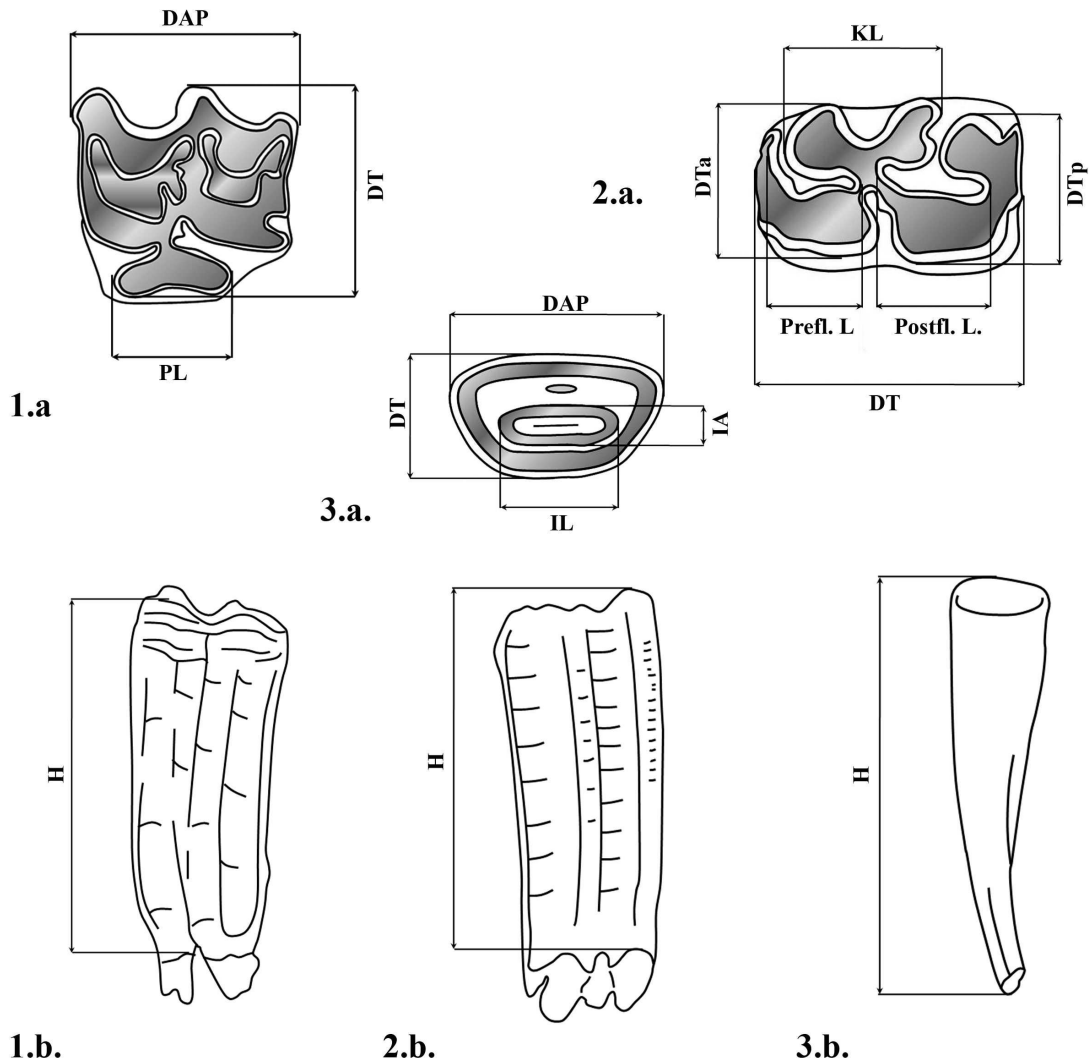 DAP
DT
PL
1.a
KL
DTa
DTp
2.a.
Prefl. L
Postfl. L.
DT
DAP
DT
IA
IL
3.a.
H
1.b.
H
2.b.
H
3.b.